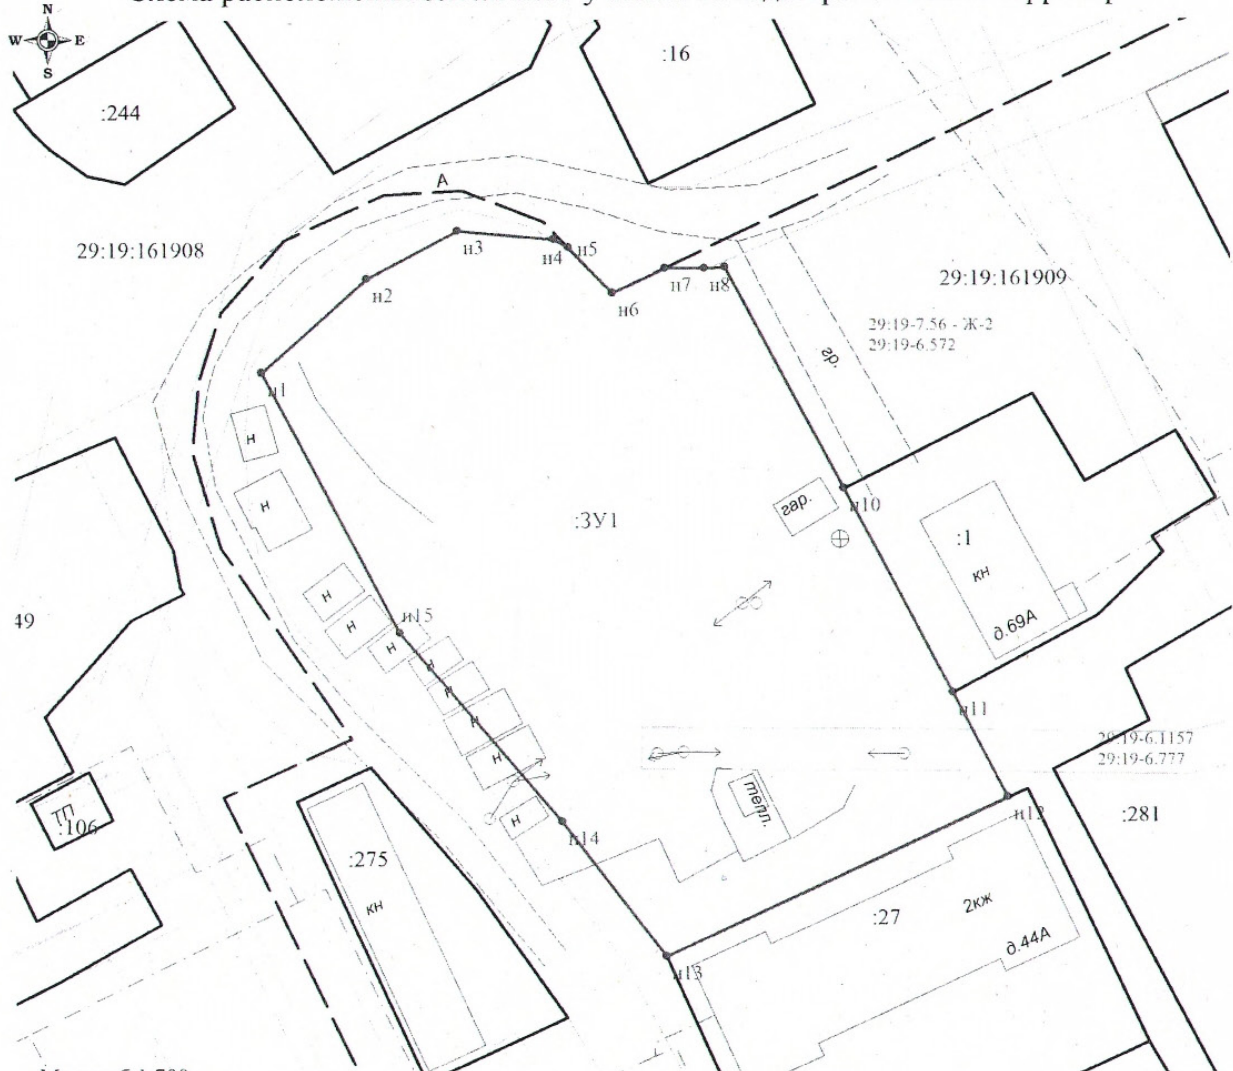 N
W E
S
:16
:244
А
29:19:161908
н3
н4
н5
н2
н6
н7
н8
29:19:161909
29:19-7.56 - Ж-2
29:19-6.572
гр.
н1
н
н
:ЗУ1
гар.
н10
:1
кн
д.69А
49
н
н
н
н15
н
н
н
н
н
н11
29:19-6.1157
29:19-6.777
тепл.
н12
:281
н14
ТП
:106
:275
кн
:27
2кж
д.44А
н13